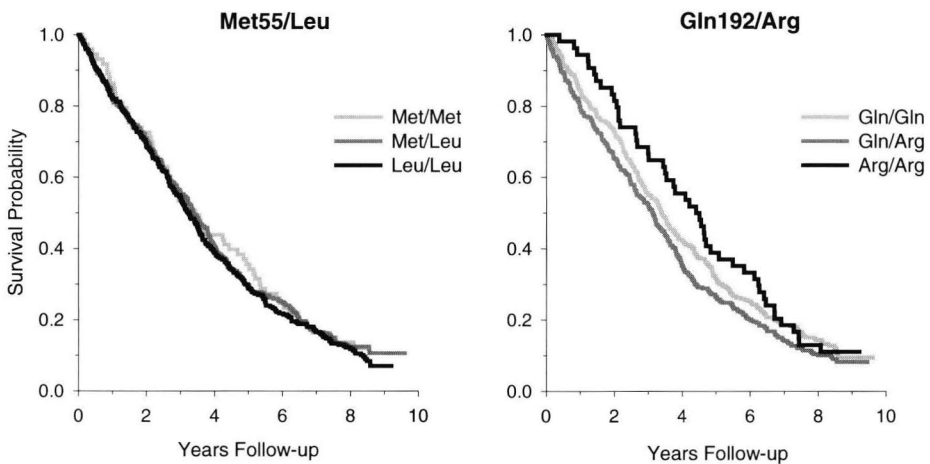 Met55/Leu
Survival Probability
1.0
0.8
0.6
0.4
0.2
0.0
Met/Met
Met/Leu
Leu/Leu
0 2 4 6 8 10
Years Follow-up
Gln192/Arg
1.0
0.8
0.6
0.4
0.2
0.0
Gln/Gln
Gln/Arg
Arg/Arg
0 2 4 6 8 10
Years Follow-up